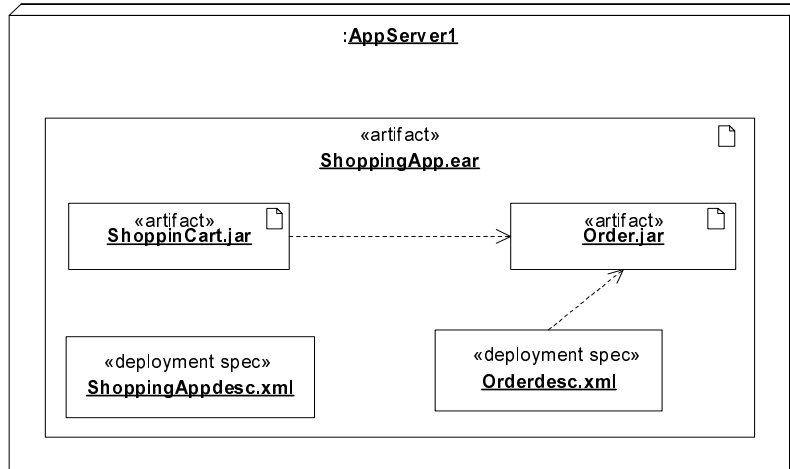 :AppServer1
«artifact»
ShoppingApp.ear
«artifact»
ShoppinCart.jar
«artifact»
Order.jar
«deployment spec»
ShoppingAppdesc.xml
«deployment spec»
Orderdesc.xml